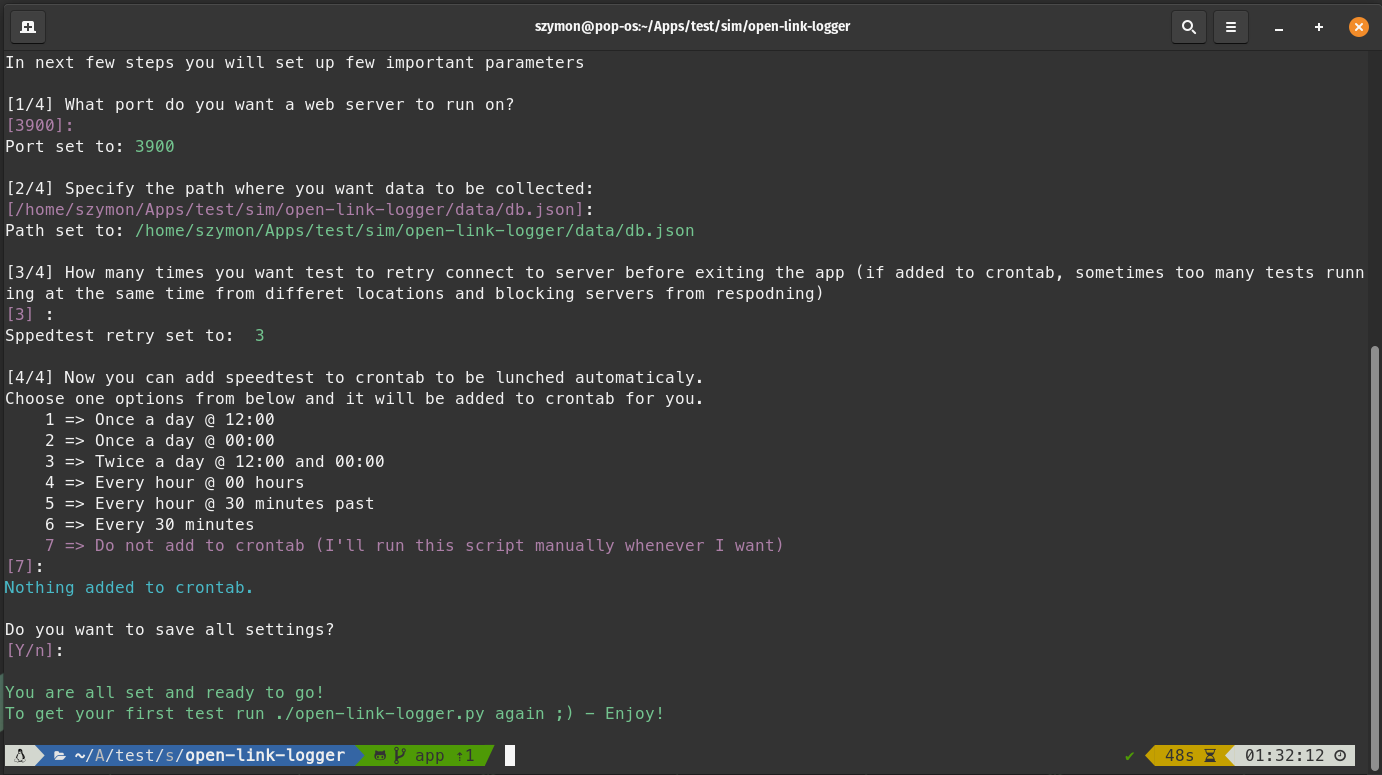 szymon@pop-os:~/Apps/test/sim/open-link-logger
In next few steps you will set up few important parameters
[1/4] What port do you want a web server to run on?
[3900]:
Port set to: 3900
[2/4] Specify the path where you want data to be collected:
[/home/szymon/Apps/test/sim/open-link-logger/data/db.json]:
Path set to: /home/szymon/Apps/test/sim/open-link-logger/data/db.json
[3/4] How many times you want test to retry connect to server before exiting the app (if added to crontab, sometimes too many tests runn
ing at the same time from differet locations and blocking servers from respodning)
[3] :
Sppedtest retry set to:  3
[4/4] Now you can add speedtest to crontab to be lunched automaticaly.
Choose one options from below and it will be added to crontab for you.
    1 => Once a day @ 12:00
    2 => Once a day @ 00:00
    3 => Twice a day @ 12:00 and 00:00
    4 => Every hour @ 00 hours
    5 => Every hour @ 30 minutes past
    6 => Every 30 minutes
    7 => Do not add to crontab (I'll run this script manually whenever I want)
[7]:
Nothing added to crontab.
Do you want to save all settings?
[Y/n]:
You are all set and ready to go!
To get your first test run ./open-link-logger.py again ;) - Enjoy!
~/A/test/s/open-link-logger app ↑1 ✔ 48s 01:32:12